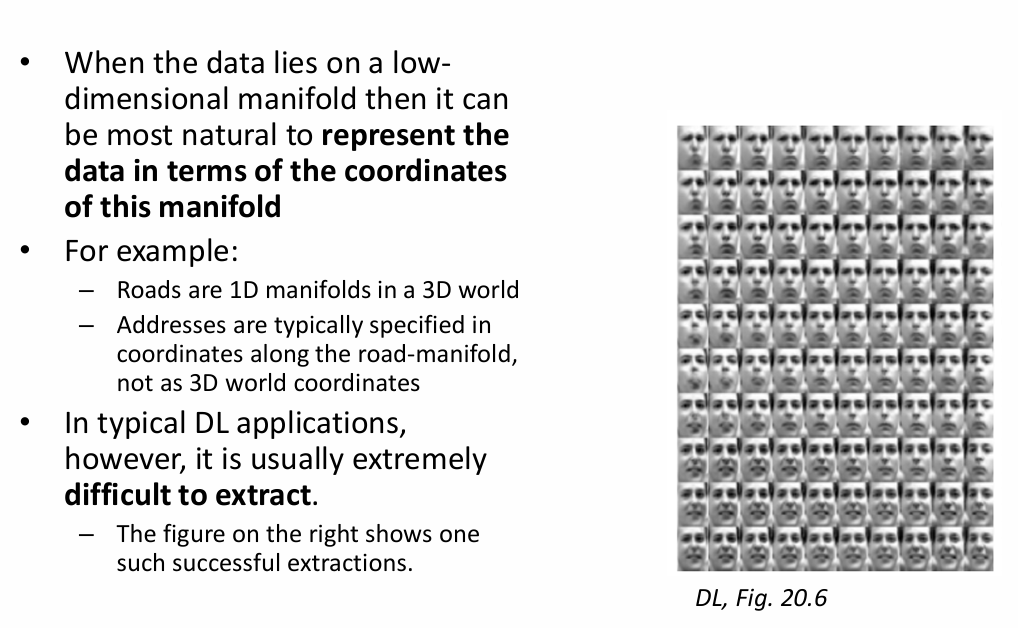 • When the data lies on a low-
dimensional manifold then it can
be most natural to represent the
data in terms of the coordinates
of this manifold
• For example:
– Roads are 1D manifolds in a 3D world
– Addresses are typically specified in
coordinates along the road-manifold,
not as 3D world coordinates
• In typical DL applications,
however, it is usually extremely
difficult to extract.
– The figure on the right shows one
such successful extractions.
DL, Fig. 20.6